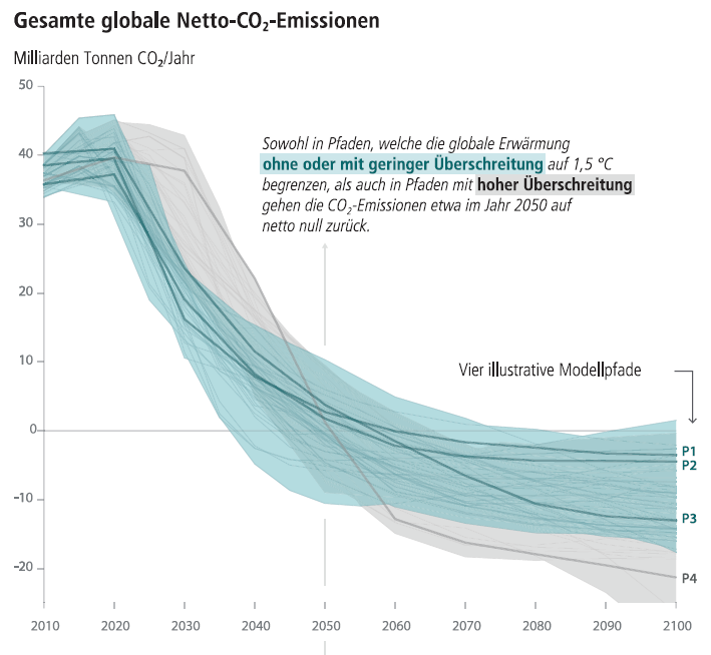 Gesamte globale Netto-CO₂-Emissionen
Milliarden Tonnen CO₂/Jahr
50
40
30
20
10
0
-10
-20
Sowohl in Pfaden, welche die globale Erwärmung
ohne oder mit geringer Überschreitung auf 1,5 °C
begrenzen, als auch in Pfaden mit hoher Überschreitung
gehen die CO₂-Emissionen etwa im Jahr 2050 auf
netto null zurück.
Vier illustrative Modellpfade
P1
P2
P3
P4
2010 2020 2030 2040 2050 2060 2070 2080 2090 2100